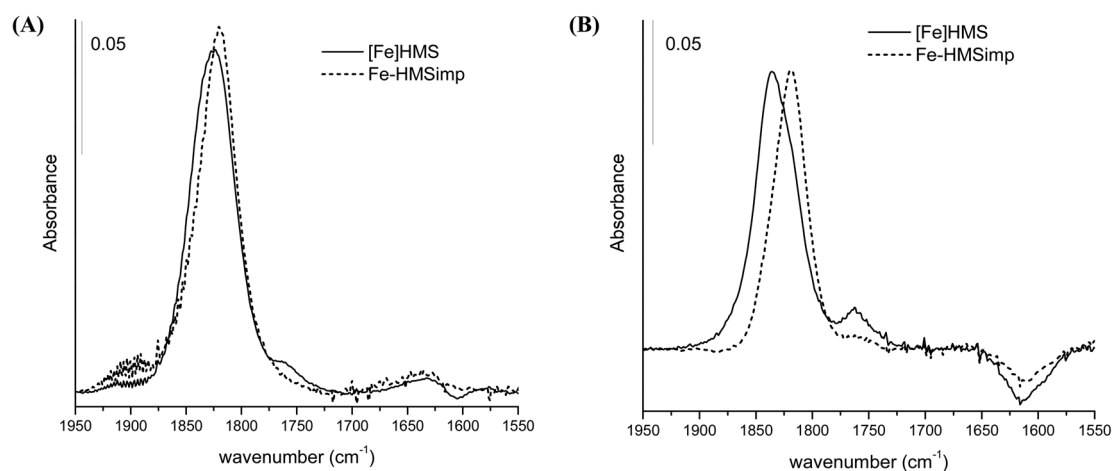 (A)
0.05
[Fe]HMS
Fe-HMSimp
Absorbance
1950 1900 1850 1800 1750 1700 1650 1600 1550
wavenumber (cm⁻¹)
(B)
0.05
[Fe]HMS
Fe-HMSimp
Absorbance
1950 1900 1850 1800 1750 1700 1650 1600 1550
wavenumber (cm⁻¹)